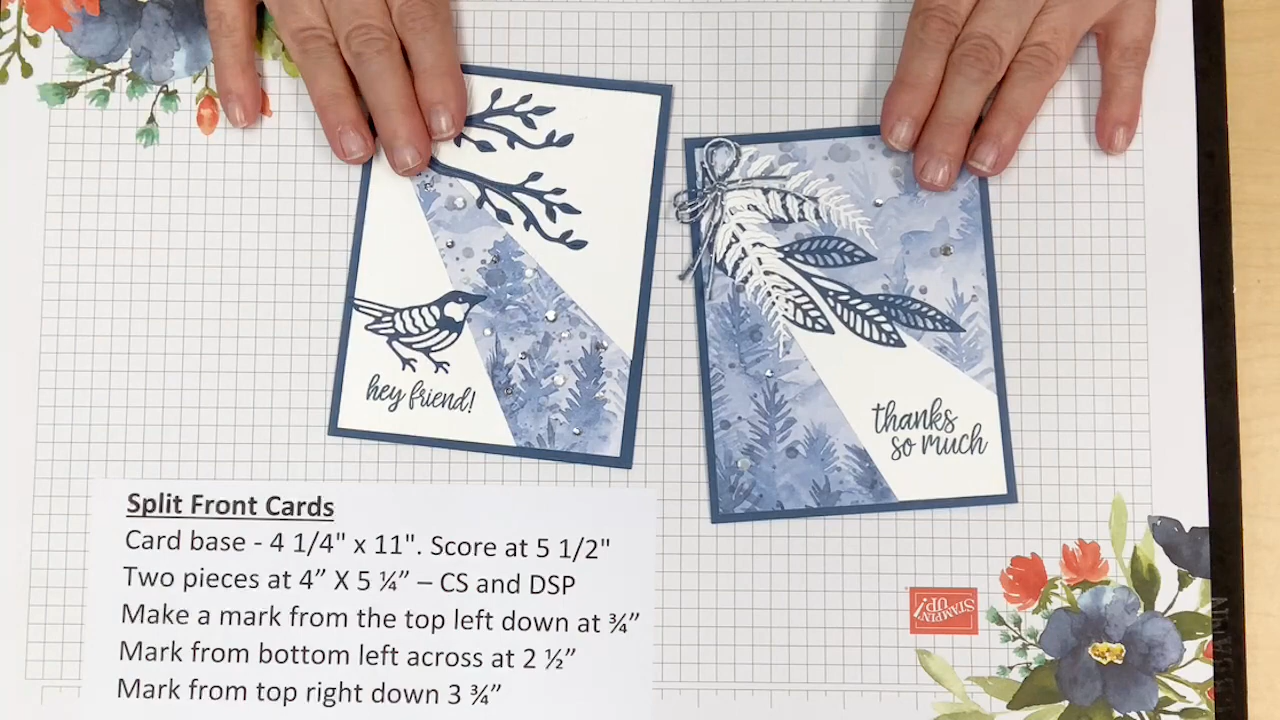 hey friend!
thanks
so much
Split Front Cards
Card base - 4 1/4" x 11". Score at 5 1/2"
Two pieces at 4” X 5 ¼” – CS and DSP
Make a mark from the top left down at ¾”
Mark from bottom left across at 2 ½”
Mark from top right down 3 ¾”
STAMPIN'
UP!